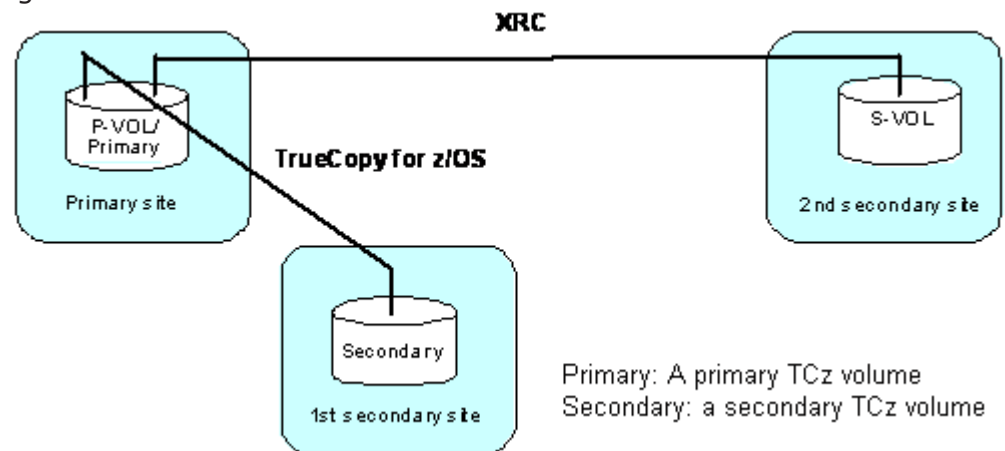 XRC
P-VOL/
Primary
Primary site
S-VOL
2nd secondary site
TrueCopy for z/OS
Secondary
1st secondary site
Primary: A primary TCz volume
Secondary: a secondary TCz volume